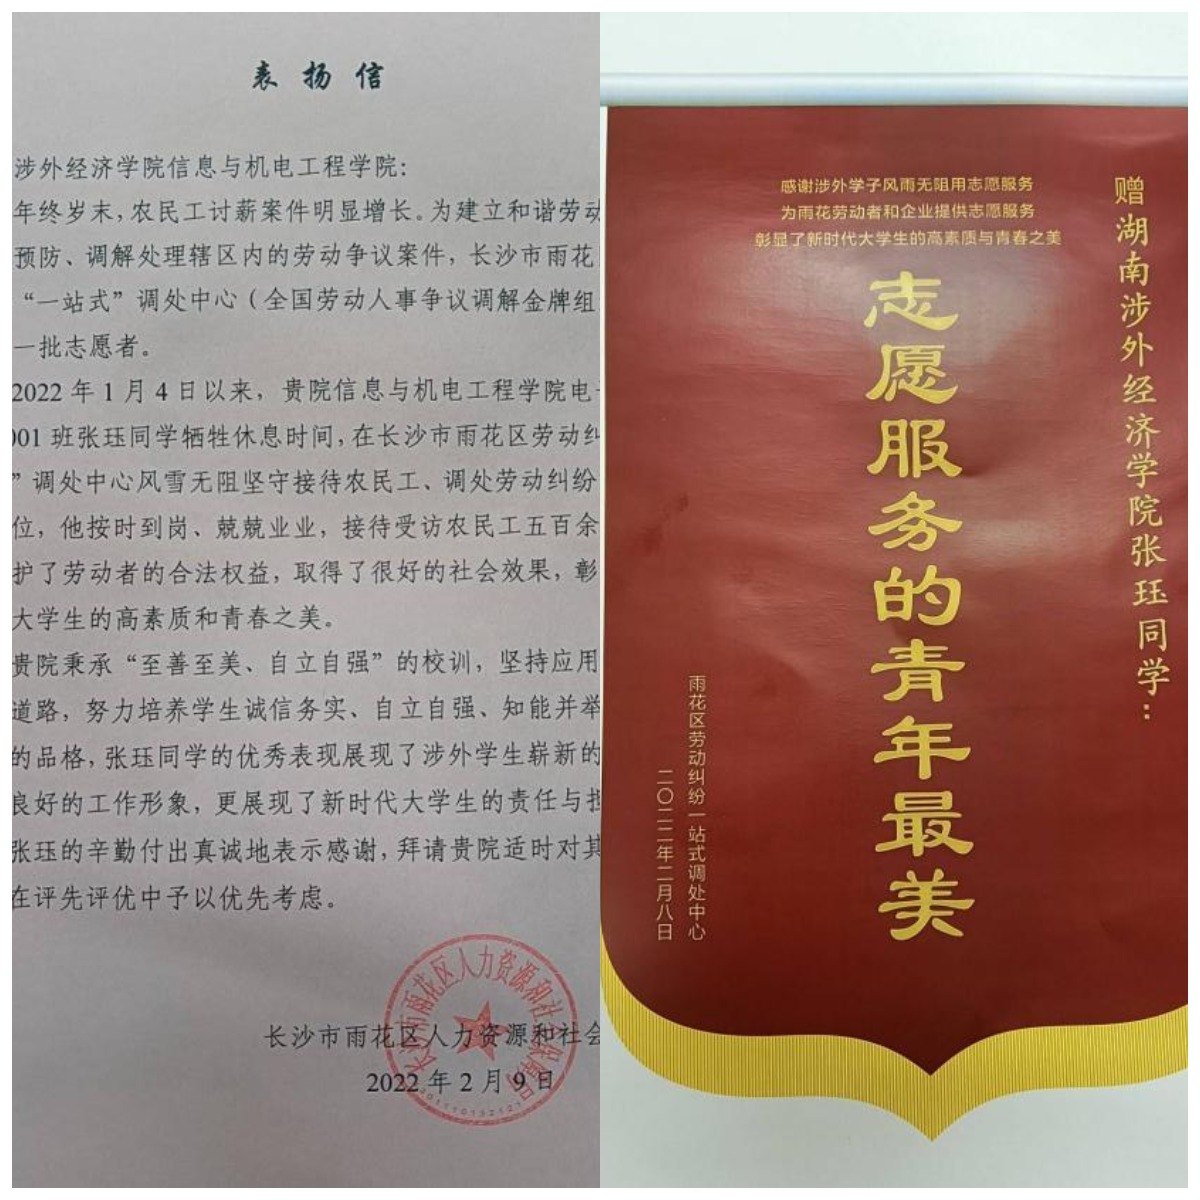 表扬信
涉外经济学院信息与机电工程学院：
年终岁末，农民工讨薪案件明显增长。为建立和谐劳动
预防、调解处理辖区内的劳动争议案件，长沙市雨花
“一站式”调处中心（全国劳动人事争议调解金牌组
一批志愿者。
2022 年 1 月 4 日以来，贵院信息与机电工程学院电
001 班张珏同学牺牲休息时间，在长沙市雨花区劳动纠
”调处中心风雪无阻坚守接待农民工、调处劳动纠纷
位，他按时到岗、兢兢业业，接待受访农民工五百余
护了劳动者的合法权益，取得了很好的社会效果，彰
大学生的高素质和青春之美。
贵院秉承“至善至美、自立自强”的校训，坚持应用
道路，努力培养学生诚信务实、自立自强、知能并举
的品格，张珏同学的优秀表现展现了涉外学生崭新的
良好的工作形象，更展现了新时代大学生的责任与担
张珏的辛勤付出真诚地表示感谢，拜请贵院适时对其
在评先评优中予以优先考虑。
长沙市雨花区人力资源和社会
2022 年 2 月 9 日
长沙市雨花区人力资源和社会保障局
赠湖南涉外经济学院张珏同学：
感谢涉外学子风雨无阻用志愿服务
为雨花劳动者和企业提供志愿服务
彰显了新时代大学生的高素质与青春之美
志愿服务的青年最美
雨花区劳动纠纷一站式调处中心
二〇二二年二月八日